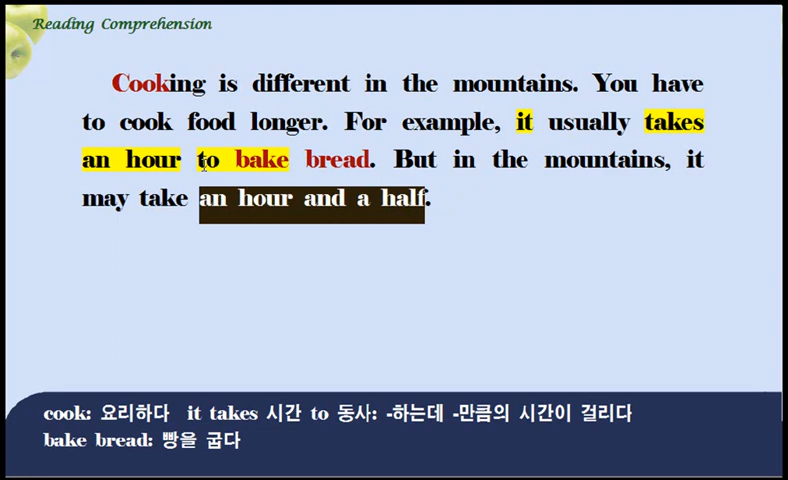 Reading Comprehension
Cooking is different in the mountains. You have
to cook food longer. For example, it usually takes
an hour to bake bread. But in the mountains, it
may take an hour and a half.
cook: 요리하다 it takes 시간 to 동사: -하는데 -만큼의 시간이 걸리다
bake bread: 빵을 굽다